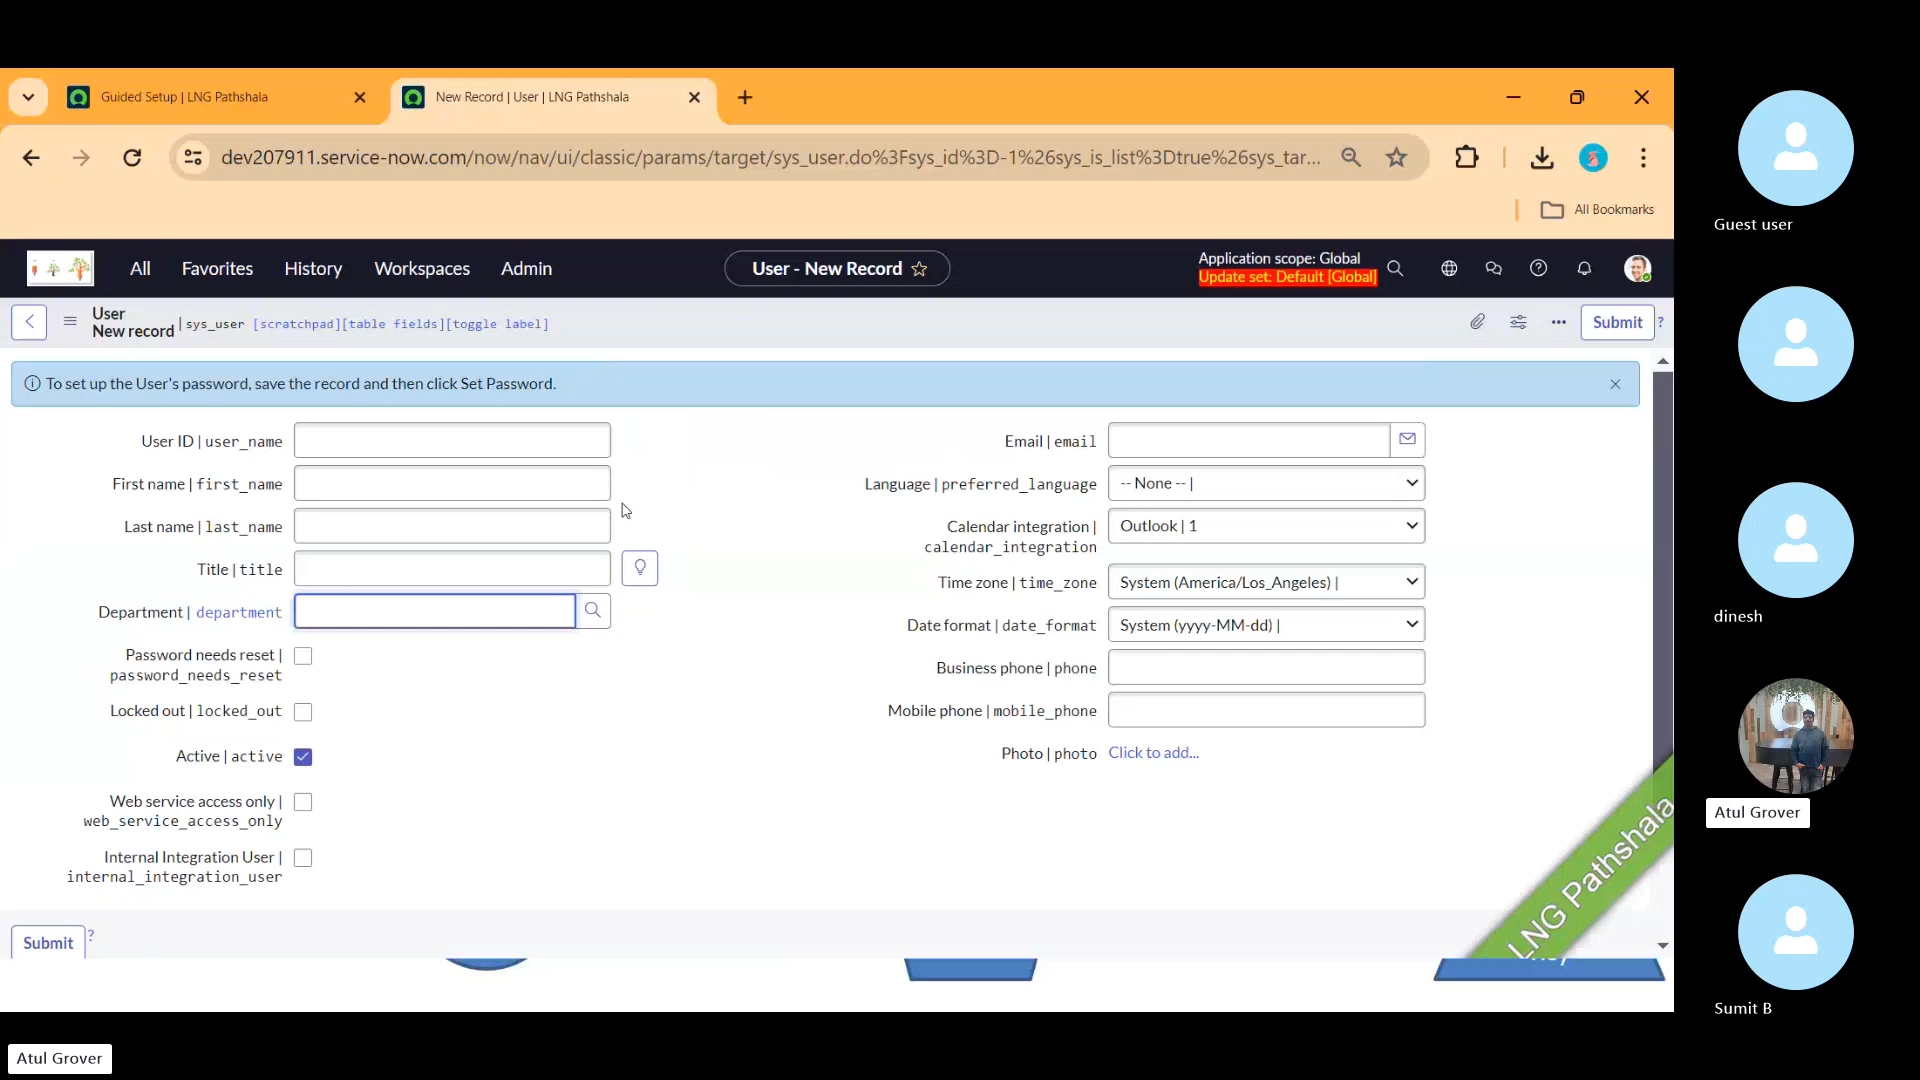 Guided Setup | LNG Pathshala
New Record | User | LNG Pathshala
dev207911.service-now.com/now/nav/ui/classic/params/target/sys_user.do%3Fsys_id%3D-1%26sys_is_list%3Dtrue%26sys_tar...
All Bookmarks
All
Favorites
History
Workspaces
Admin
User - New Record
Application scope: Global
Update set: Default [Global]
User
New record | sys_user [scratchpad][table fields][toggle label]
Submit ?
To set up the User's password, save the record and then click Set Password.
User ID | user_name
First name | first_name
Last name | last_name
Title | title
Department | department
Password needs reset |
password_needs_reset
Locked out | locked_out
Active | active
Web service access only |
web_service_access_only
Internal Integration User |
internal_integration_user
Email | email
Language | preferred_language
-- None -- |
Calendar integration |
calendar_integration
Outlook | 1
Time zone | time_zone
System (America/Los_Angeles) |
Date format | date_format
System (yyyy-MM-dd) |
Business phone | phone
Mobile phone | mobile_phone
Photo | photo
Click to add...
Submit ?
LNG Pathshala
Guest user
dinesh
Atul Grover
Sumit B
Atul Grover